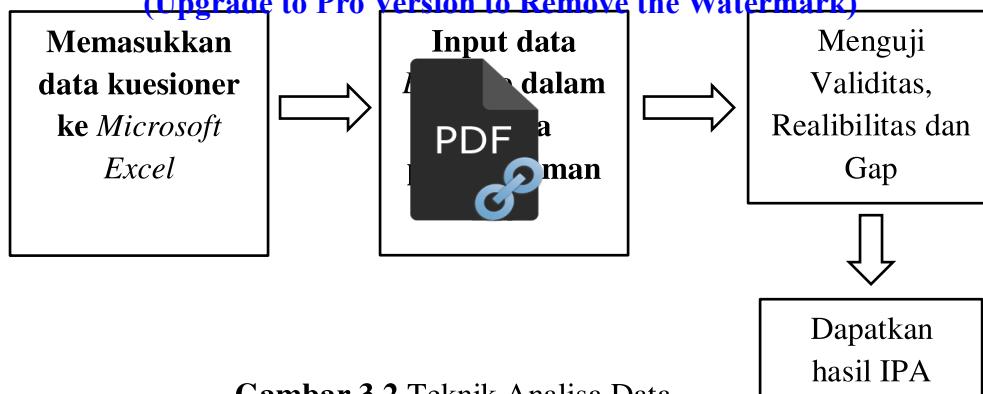 (Upgrade to Pro Version to Remove the Watermark)
Memasukkan
data kuesioner
ke Microsoft
Excel
Input data
dalam
PDF
Menguji
Validitas,
Realibilitas dan
Gap
Dapatkan
hasil IPA
Gambar 3.2 Teknik Analisa Data